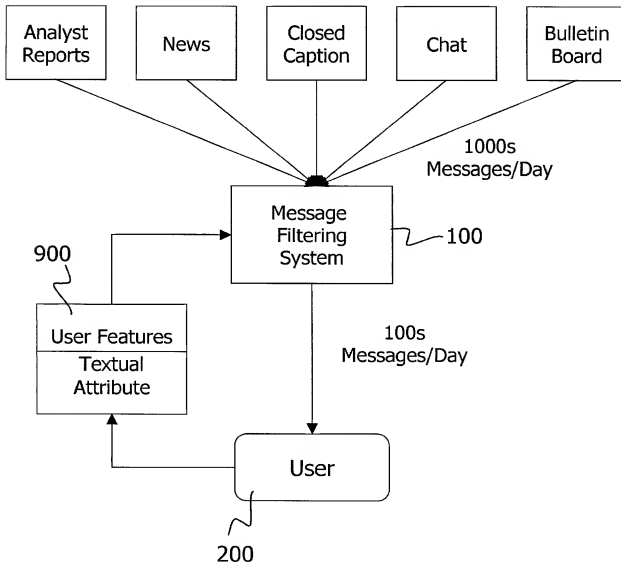 Analyst
Reports
News
Closed
Caption
Chat
Bulletin
Board
1000s
Messages/Day
Message
Filtering
System
100
900
User Features
Textual
Attribute
100s
Messages/Day
User
200